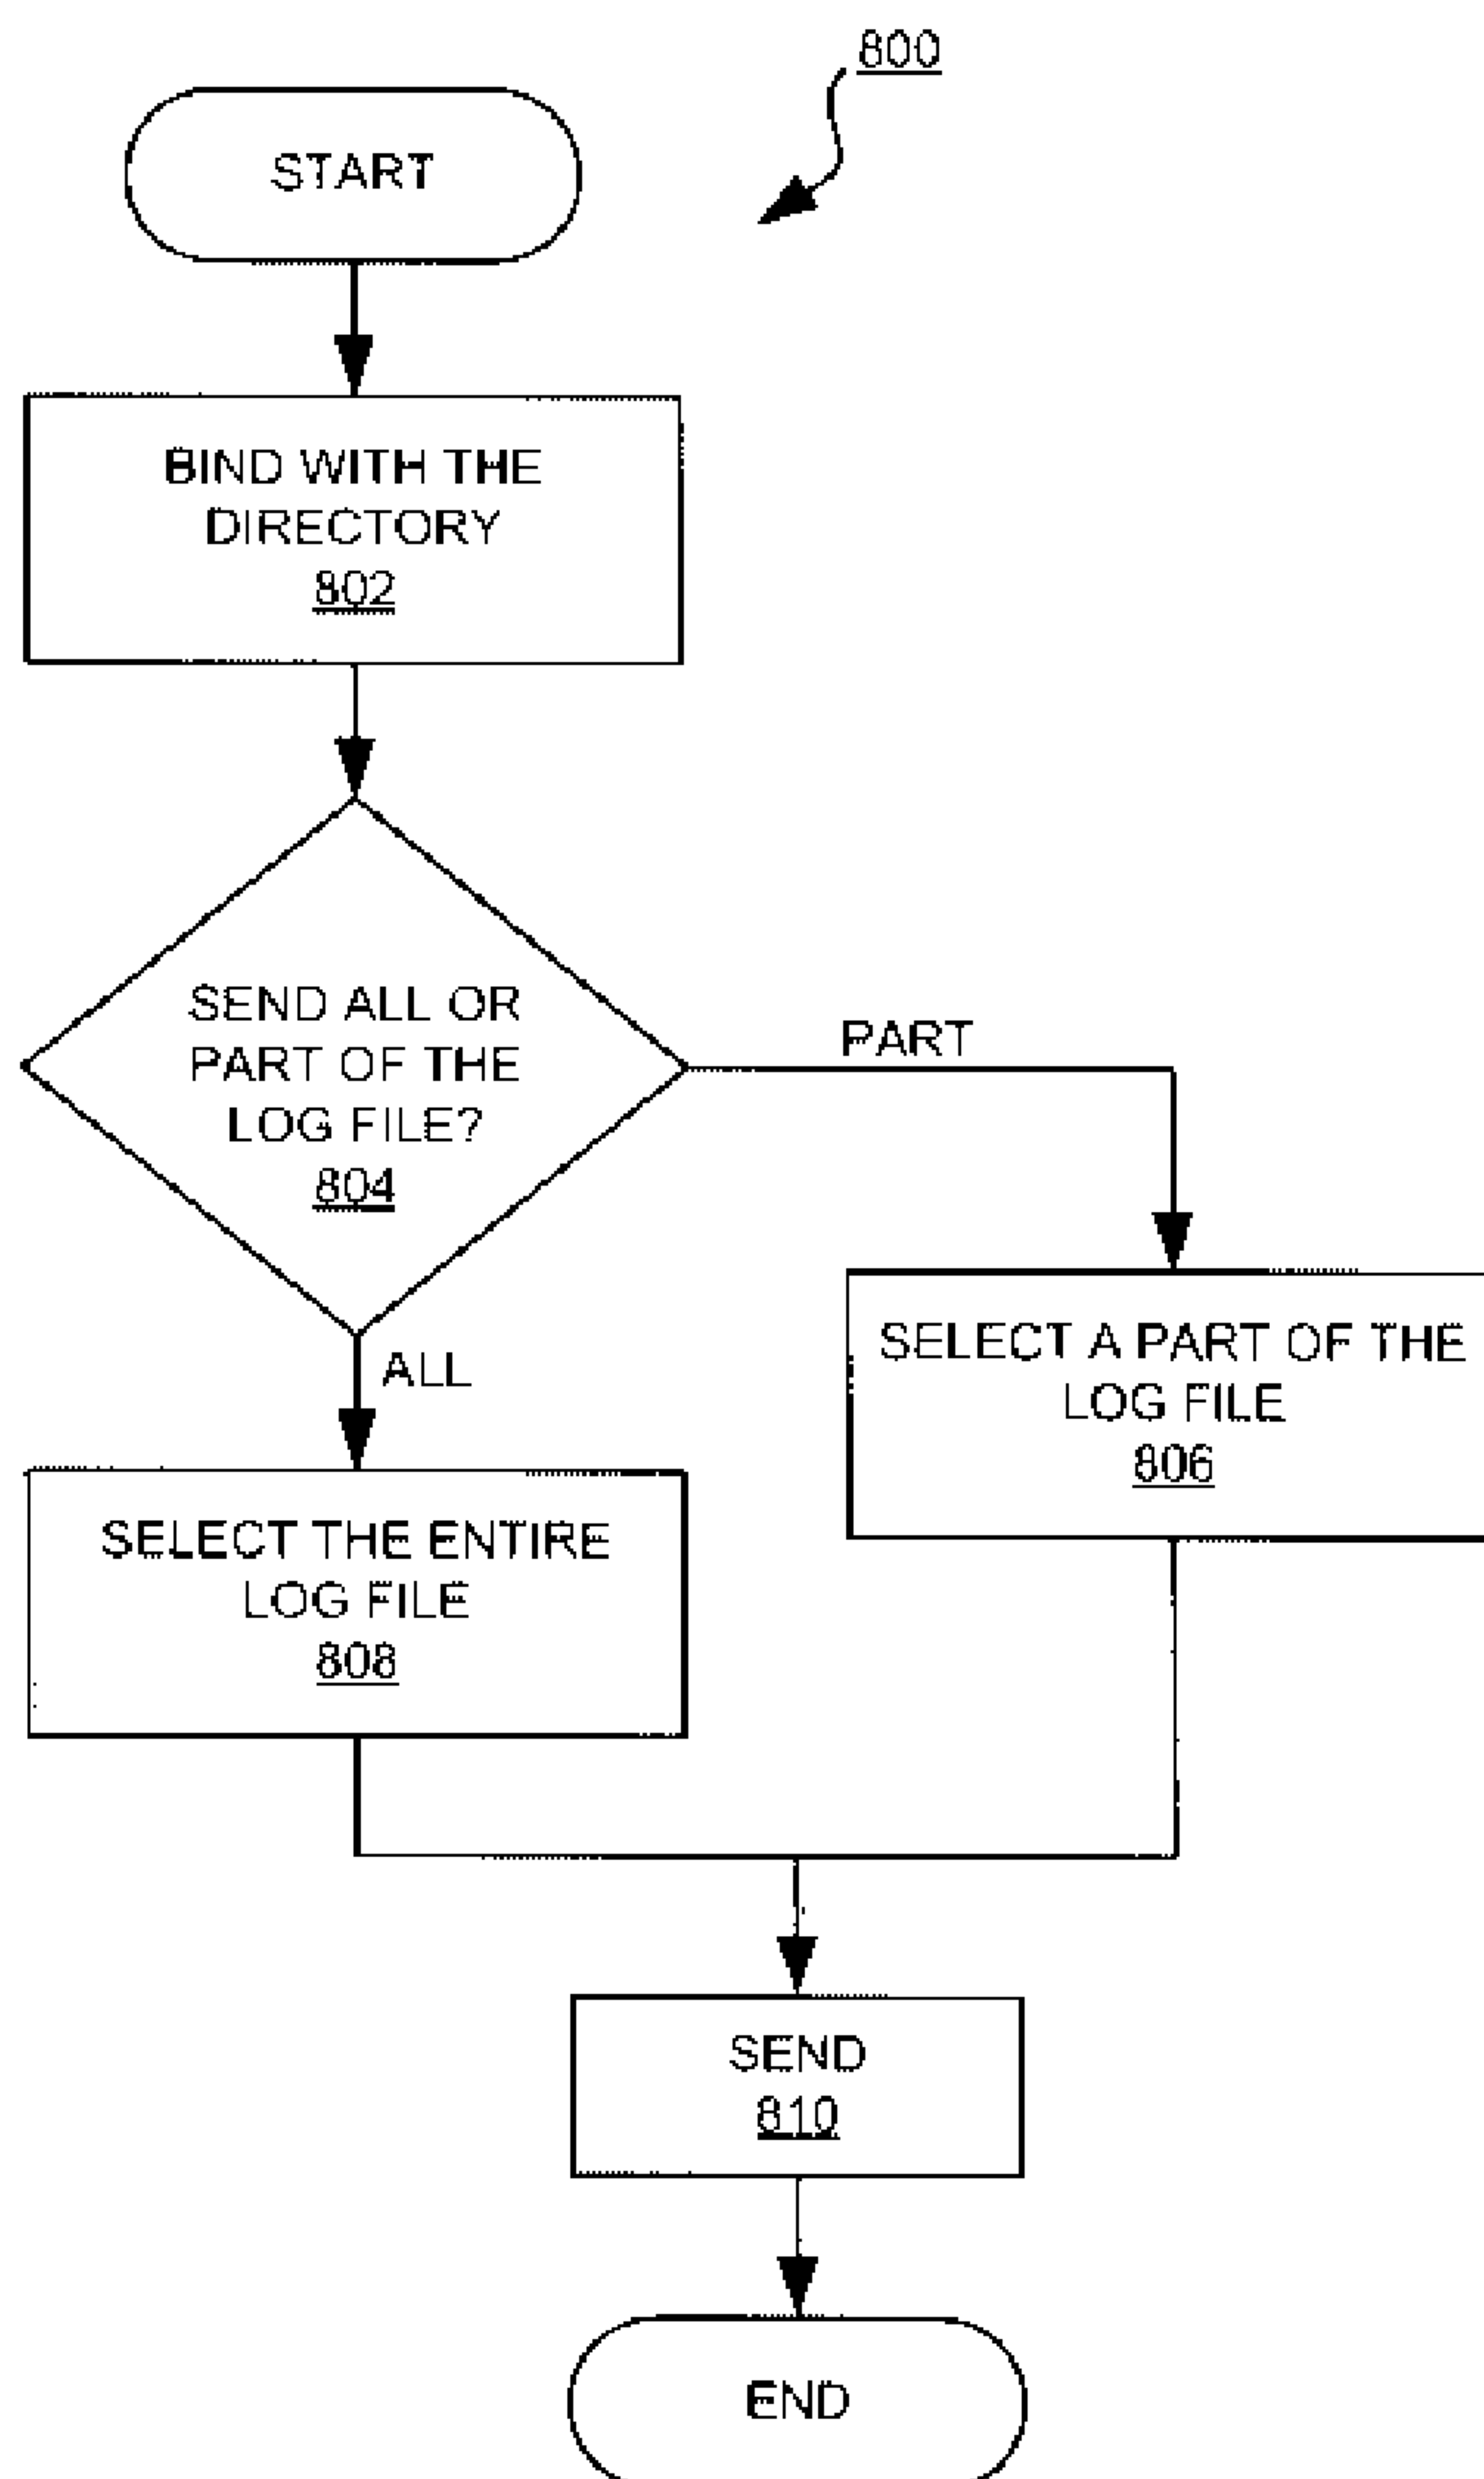 800
START
BIND WITH THE
DIRECTORY
802
SEND ALL OR
PART OF THE
LOG FILE?
804
PART
ALL
SELECT A PART OF THE
LOG FILE
806
SELECT THE ENTIRE
LOG FILE
808
SEND
810
END